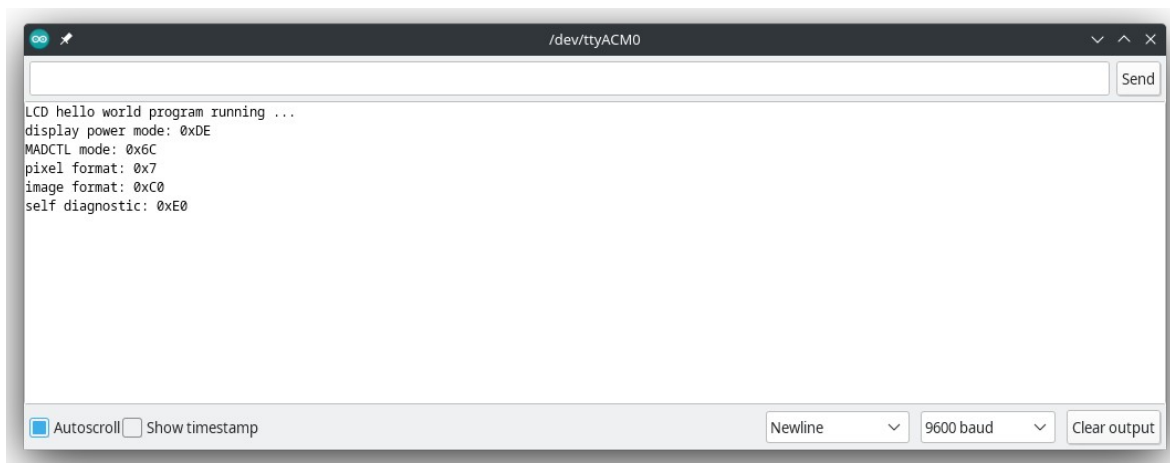 /dev/ttyACM0
Send
LCD hello world program running ...
display power mode: 0xDE
MADCTL mode: 0x6C
pixel format: 0x7
image format: 0xC0
self diagnostic: 0xE0
Autoscroll Show timestamp Newline 9600 baud Clear output